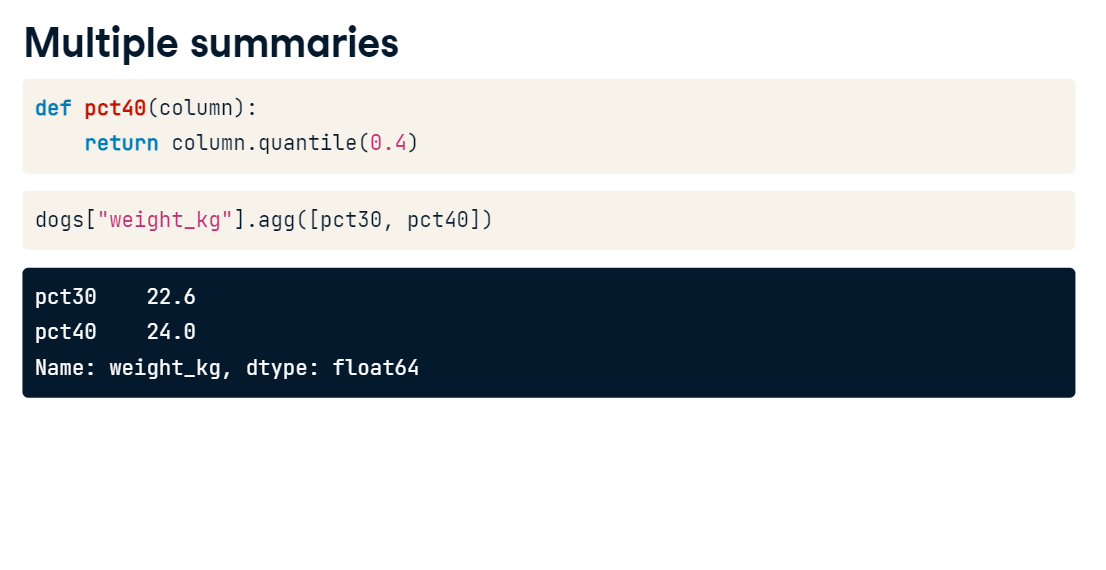 Multiple summaries
def pct40(column):
    return column.quantile(0.4)
dogs["weight_kg"].agg([pct30, pct40])
pct30    22.6
pct40    24.0
Name: weight_kg, dtype: float64